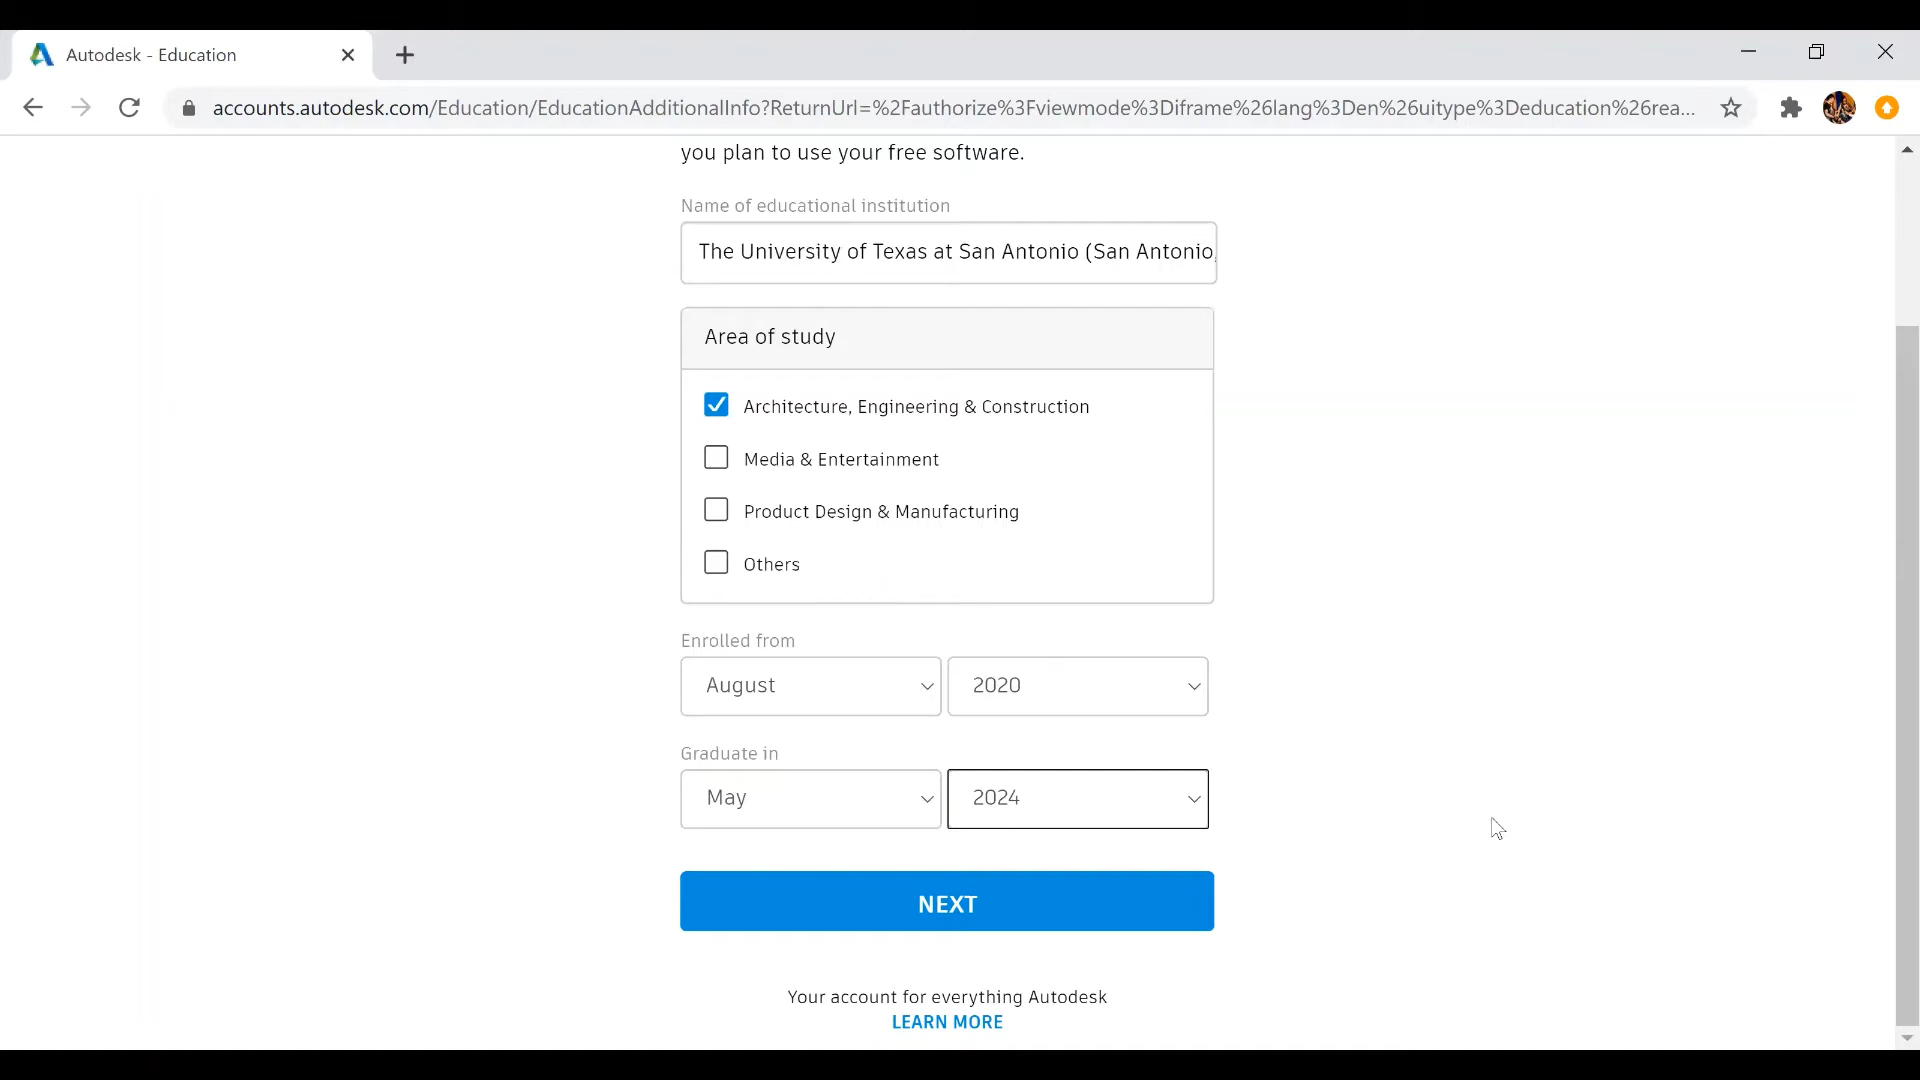 Autodesk - Education
accounts.autodesk.com/Education/EducationAdditionalInfo?ReturnUrl=%2Fauthorize%3Fviewmode%3Diframe%26lang%3Den%26uitype%3Deducation%26rea...
you plan to use your free software.
Name of educational institution
The University of Texas at San Antonio (San Antonio,
Area of study
Architecture, Engineering & Construction
Media & Entertainment
Product Design & Manufacturing
Others
Enrolled from
August 2020
Graduate in
May 2024
NEXT
Your account for everything Autodesk
LEARN MORE